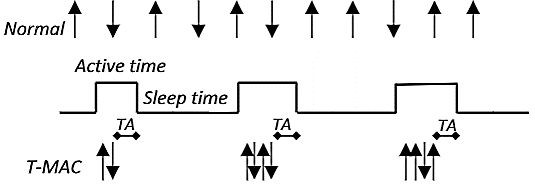 Normal
Active time
Sleep time
TA TA TA
T-MAC